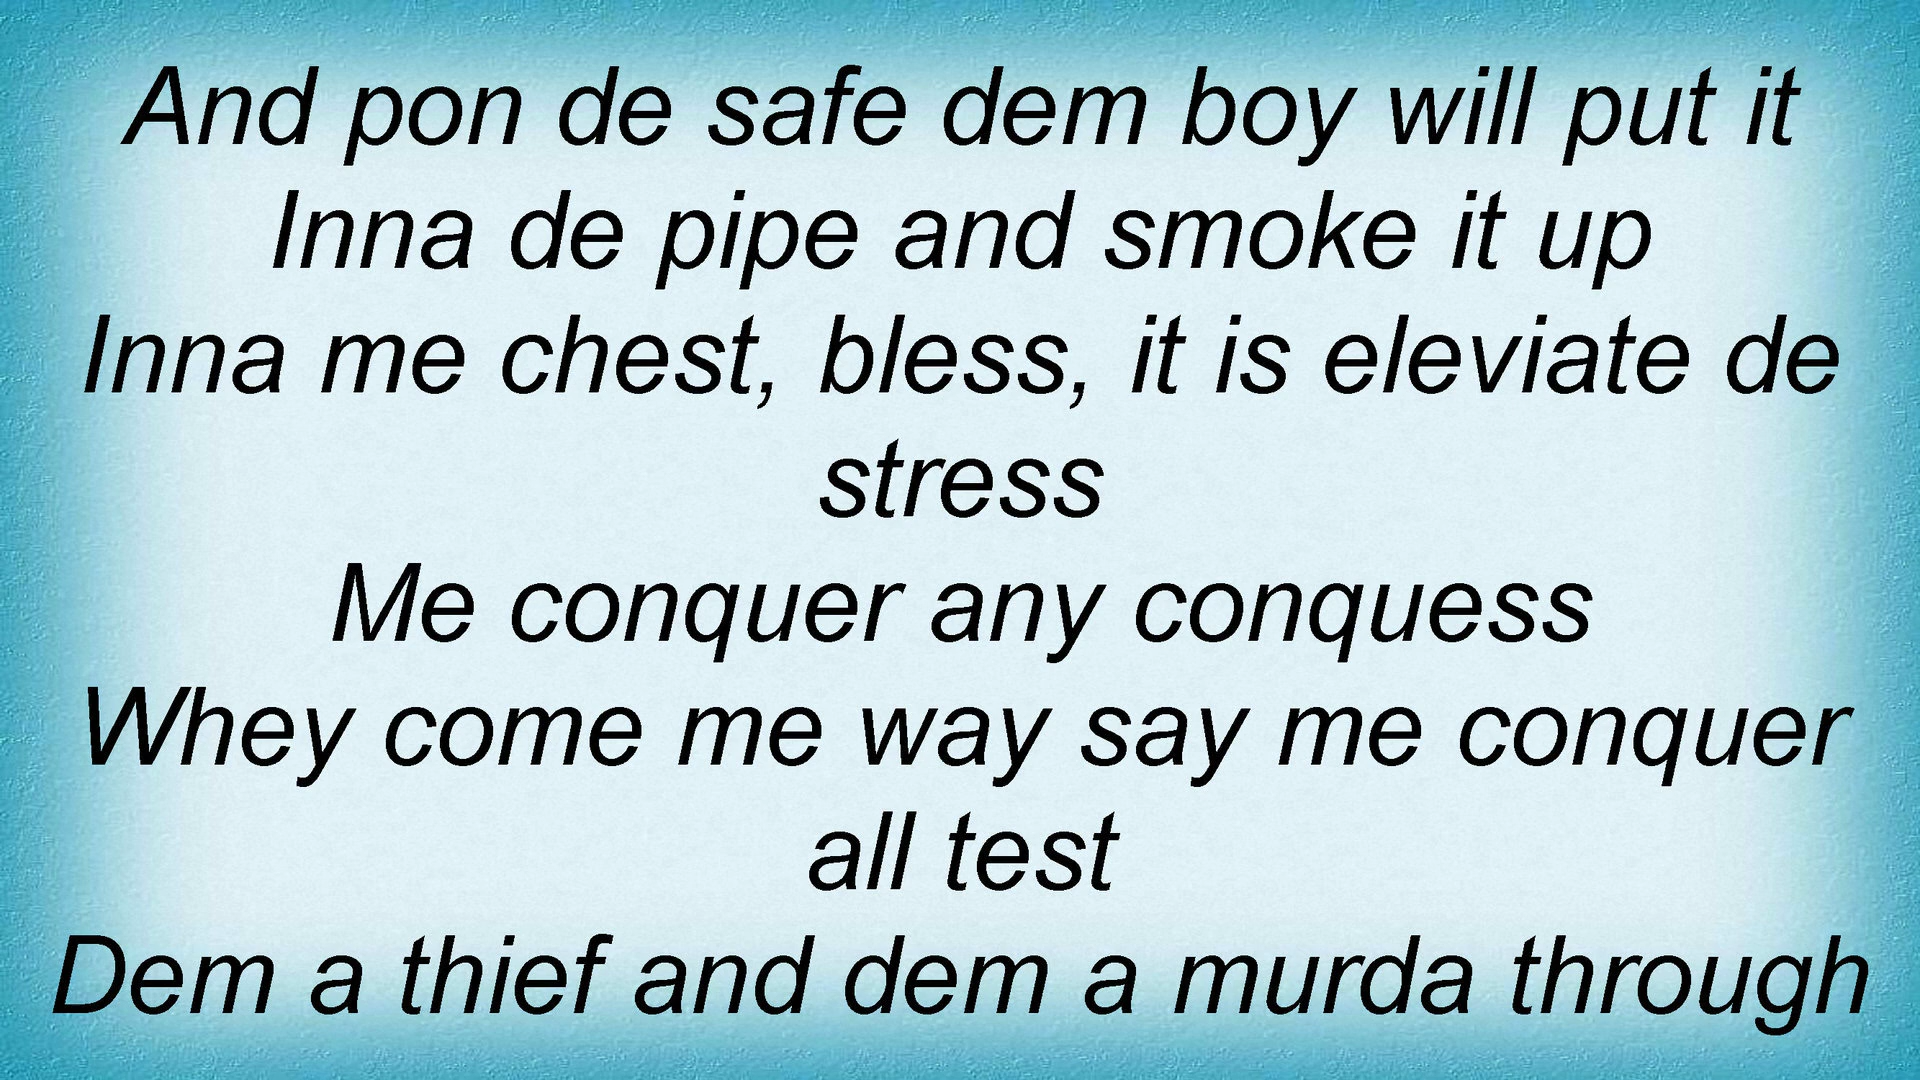 And pon de safe dem boy will put it
Inna de pipe and smoke it up
Inna me chest, bless, it is eleviate de
stress
Me conquer any conquess
Whey come me way say me conquer
all test
Dem a thief and dem a murda through